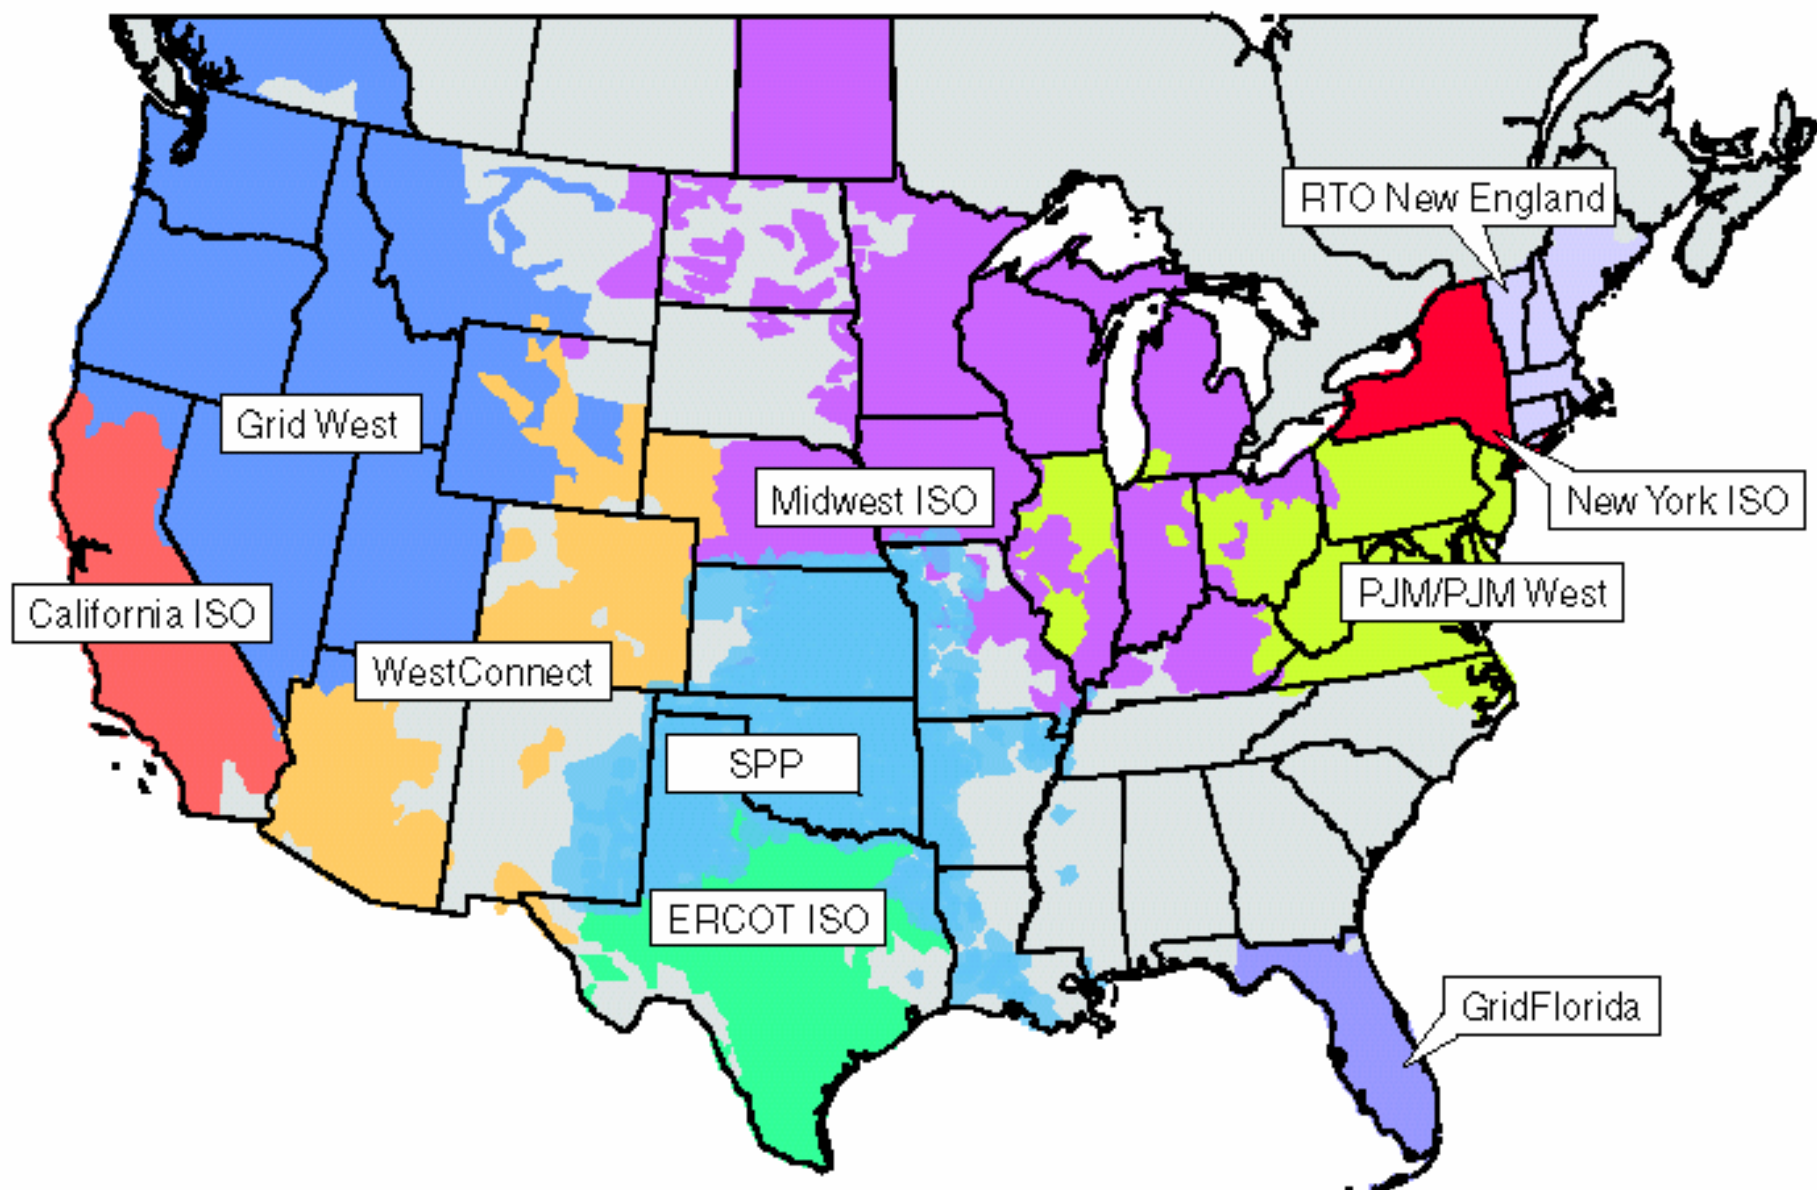 RTO New England
Grid West
Midwest ISO
New York ISO
California ISO
PJM/PJM West
WestConnect
SPP
ERCOT ISO
GridFlorida